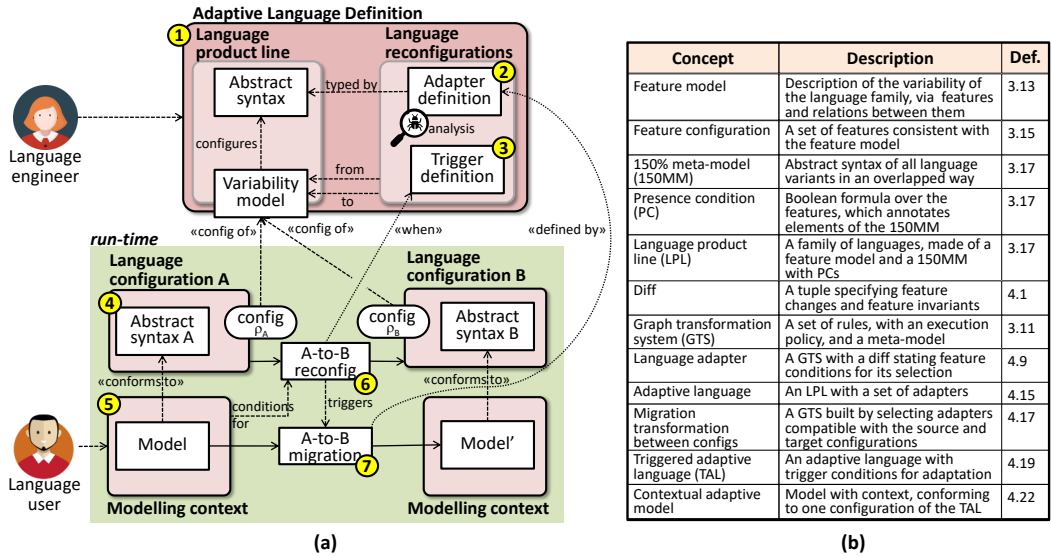 Adaptive Language Definition
1
Language
product line
Language
reconfigurations
Abstract
syntax
typed by
Adapter
definition
2
analysis
configures
Trigger
definition
3
Variability
model
from
to
Language
engineer
«config of»
«config of»
«when»
«defined by»
run-time
Language
configuration A
Language
configuration B
4
Abstract
syntax A
config
ρA
config
ρB
Abstract
syntax B
A-to-B
reconfig
6
«conforms to»
«conforms to»
5
conditions
for
triggers
Model
A-to-B
migration
7
Model’
Language
user
Modelling context
Modelling context
(a)
Concept Description Def.
Feature model Description of the variability of the language family, via features and relations between them 3.13
Feature configuration A set of features consistent with the feature model 3.15
150% meta-model (150MM) Abstract syntax of all language variants in an overlapped way 3.17
Presence condition (PC) Boolean formula over the features, which annotates elements of the 150MM 3.17
Language product line (LPL) A family of languages, made of a feature model and a 150MM with PCs 3.17
Diff A tuple specifying feature changes and feature invariants 4.1
Graph transformation system (GTS) A set of rules, with an execution policy, and a meta-model 3.11
Language adapter A GTS with a diff stating feature conditions for its selection 4.9
Adaptive language An LPL with a set of adapters 4.15
Migration transformation between configs A GTS built by selecting adapters compatible with the source and target configurations 4.17
Triggered adaptive language (TAL) An adaptive language with trigger conditions for adaptation 4.19
Contextual adaptive model Model with context, conforming to one configuration of the TAL 4.22
(b)